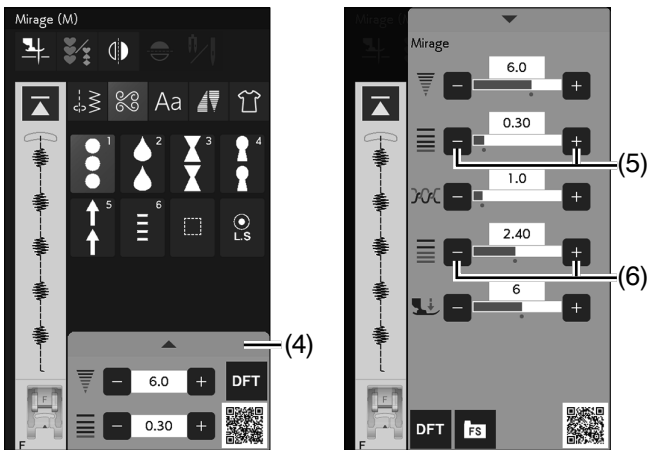 Mirage (M)
Aa
1
2
3
4
5
6
L.S
(4)
6.0
DFT
0.30
F
F
Mirage (M
Mirage
6.0
0.30
(5)
1.0
2.40
(6)
6
DFT
FS
F
F